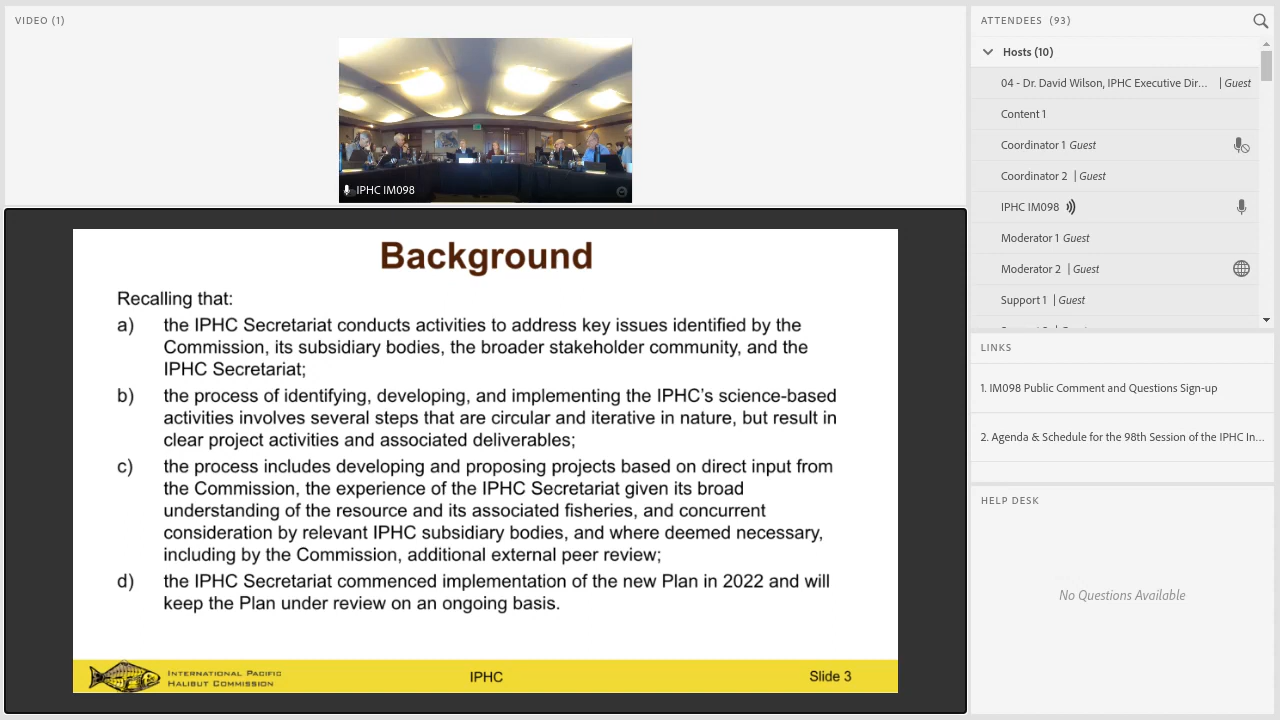 VIDEO (1)
IPHC IM098
Background
Recalling that:
a) the IPHC Secretariat conducts activities to address key issues identified by the
Commission, its subsidiary bodies, the broader stakeholder community, and the
IPHC Secretariat;
b) the process of identifying, developing, and implementing the IPHC's science-based
activities involves several steps that are circular and iterative in nature, but result in
clear project activities and associated deliverables;
c) the process includes developing and proposing projects based on direct input from
the Commission, the experience of the IPHC Secretariat given its broad
understanding of the resource and its associated fisheries, and concurrent
consideration by relevant IPHC subsidiary bodies, and where deemed necessary,
including by the Commission, additional external peer review;
d) the IPHC Secretariat commenced implementation of the new Plan in 2022 and will
keep the Plan under review on an ongoing basis.
INTERNATIONAL PACIFIC
HALIBUT COMMISSION
IPHC
Slide 3
ATTENDEES (93)
Hosts (10)
04 - Dr. David Wilson, IPHC Executive Dir... | Guest
Content 1
Coordinator 1 Guest
Coordinator 2 | Guest
IPHC IM098
Moderator 1 Guest
Moderator 2 | Guest
Support 1 | Guest
LINKS
1. IM098 Public Comment and Questions Sign-up
2. Agenda & Schedule for the 98th Session of the IPHC In...
HELP DESK
No Questions Available